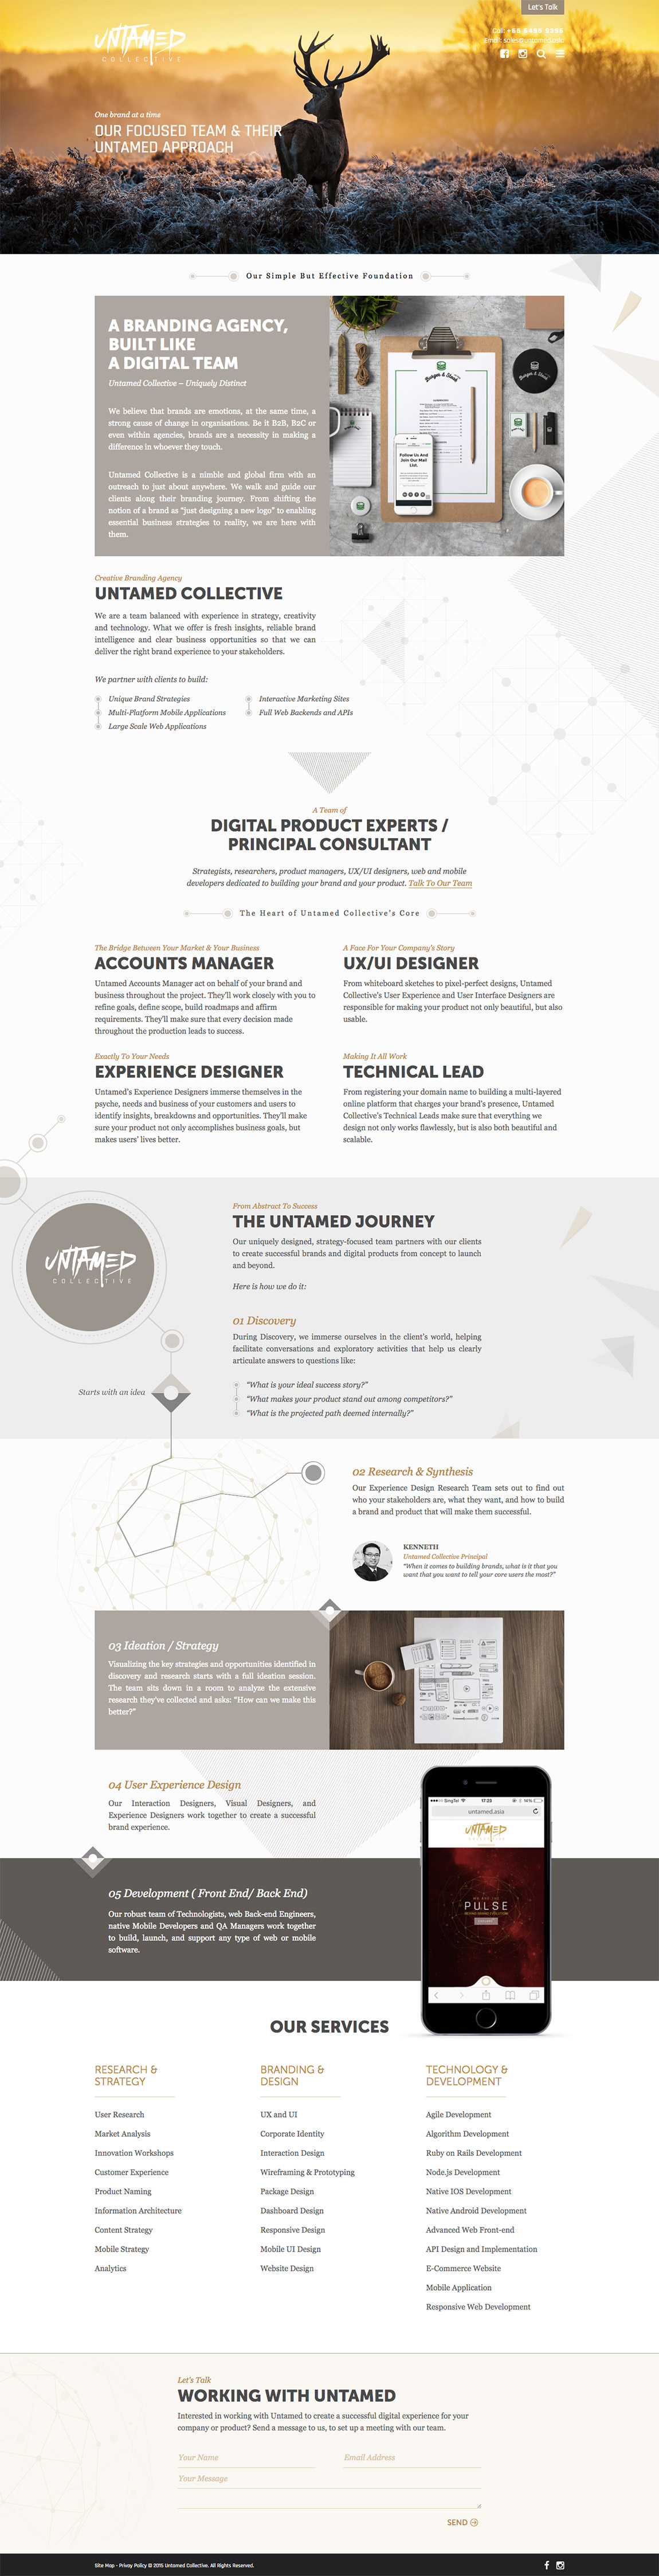 Let's Talk
UNTAMED
COLLECTIVE
One brand at a time
OUR FOCUSED TEAM & THEIR
UNTAMED APPROACH
Our Simple But Effective Foundation
A BRANDING AGENCY,
BUILT LIKE
A DIGITAL TEAM
Untamed Collective – Uniquely Distinct
We believe that brands are emotions, at the same time, a
strong cause of change in organisations. Be it B2B, B2C or
even within agencies, brands are a necessity in making a
difference in whoever they touch.
Untamed Collective is a nimble and global firm with an
outreach to just about anywhere. We walk and guide our
clients along their branding journey. From shifting the
notion of a brand as "just designing a new logo" to enabling
essential business strategies to reality, we are here with
them.
Burger & Steak
Follow Us And
Join Our Mail
List.
Creative Branding Agency
UNTAMED COLLECTIVE
We are a team balanced with experience in strategy, creativity
and technology. What we offer is fresh insights, reliable brand
intelligence and clear business opportunities so that we can
deliver the right brand experience to your stakeholders.
We partner with clients to build:
Unique Brand Strategies
Multi-Platform Mobile Applications
Large Scale Web Applications
Interactive Marketing Sites
Full Web Backends and APIs
A Team of
DIGITAL PRODUCT EXPERTS /
PRINCIPAL CONSULTANT
Strategists, researchers, product managers, UX/UI designers, web and mobile
developers dedicated to building your brand and your product. Talk To Our Team
The Heart of Untamed Collective's Core
The Bridge Between Your Market & Your Business
ACCOUNTS MANAGER
Untamed Accounts Manager act on behalf of your brand and
business throughout the project. They'll work closely with you to
refine goals, define scope, build roadmaps and affirm
requirements. They'll make sure that every decision made
throughout the production leads to success.
A Face For Your Company's Story
UX/UI DESIGNER
From whiteboard sketches to pixel-perfect designs, Untamed
Collective's User Experience and User Interface Designers are
responsible for making your product not only beautiful, but also
usable.
Exactly To Your Needs
EXPERIENCE DESIGNER
Untamed's Experience Designers immerse themselves in the
psyche, needs and business of your customers and users to
identify insights, breakdowns and opportunities. They'll make
sure your product not only accomplishes business goals, but
makes users' lives better.
Making It All Work
TECHNICAL LEAD
From registering your domain name to building a multi-layered
online platform that charges your brand's presence, Untamed
Collective's Technical Leads make sure that everything we
design not only works flawlessly, but is also both beautiful and
scalable.
UNTAMED
COLLECTIVE
From Abstract To Success
THE UNTAMED JOURNEY
Our uniquely designed, strategy-focused team partners with our clients
to create successful brands and digital products from concept to launch
and beyond.
Here is how we do it:
01 Discovery
During Discovery, we immerse ourselves in the client's world, helping
facilitate conversations and exploratory activities that help us clearly
articulate answers to questions like:
Starts with an idea
"What is your ideal success story?"
"What makes your product stand out among competitors?"
"What is the projected path deemed internally?"
02 Research & Synthesis
Our Experience Design Research Team sets out to find out
who your stakeholders are, what they want, and how to build
a brand and product that will make them successful.
KENNETH
Untamed Collective Principal
"When it comes to building brands, what is it that you
want that you want to tell your core users the most?"
03 Ideation / Strategy
Visualizing the key strategies and opportunities identified in
discovery and research starts with a full ideation session.
The team sits down in a room to analyze the extensive
research they've collected and asks: "How can we make this
better?"
04 User Experience Design
Our Interaction Designers, Visual Designers, and
Experience Designers work together to create a successful
brand experience.
SingTel
17:25
untamed.asia
UNTAMED
PULSE
05 Development ( Front End/ Back End)
Our robust team of Technologists, web Back-end Engineers,
native Mobile Developers and QA Managers work together
to build, launch, and support any type of web or mobile
software.
OUR SERVICES
RESEARCH &
STRATEGY
User Research
Market Analysis
Innovation Workshops
Customer Experience
Product Naming
Information Architecture
Content Strategy
Mobile Strategy
Analytics
BRANDING &
DESIGN
UX and UI
Corporate Identity
Interaction Design
Wireframing & Prototyping
Package Design
Dashboard Design
Responsive Design
Mobile UI Design
Website Design
TECHNOLOGY &
DEVELOPMENT
Agile Development
Algorithm Development
Ruby on Rails Development
Node.js Development
Native IOS Development
Native Android Development
Advanced Web Front-end
API Design and Implementation
E-Commerce Website
Mobile Application
Responsive Web Development
Let's Talk
WORKING WITH UNTAMED
Interested in working with Untamed to create a successful digital experience for your
company or product? Send a message to us, to set up a meeting with our team.
Your Name
Email Address
Your Message
SEND
Site Map - Privay Policy © 2015 Untamed Collective. All Rights Reserved.